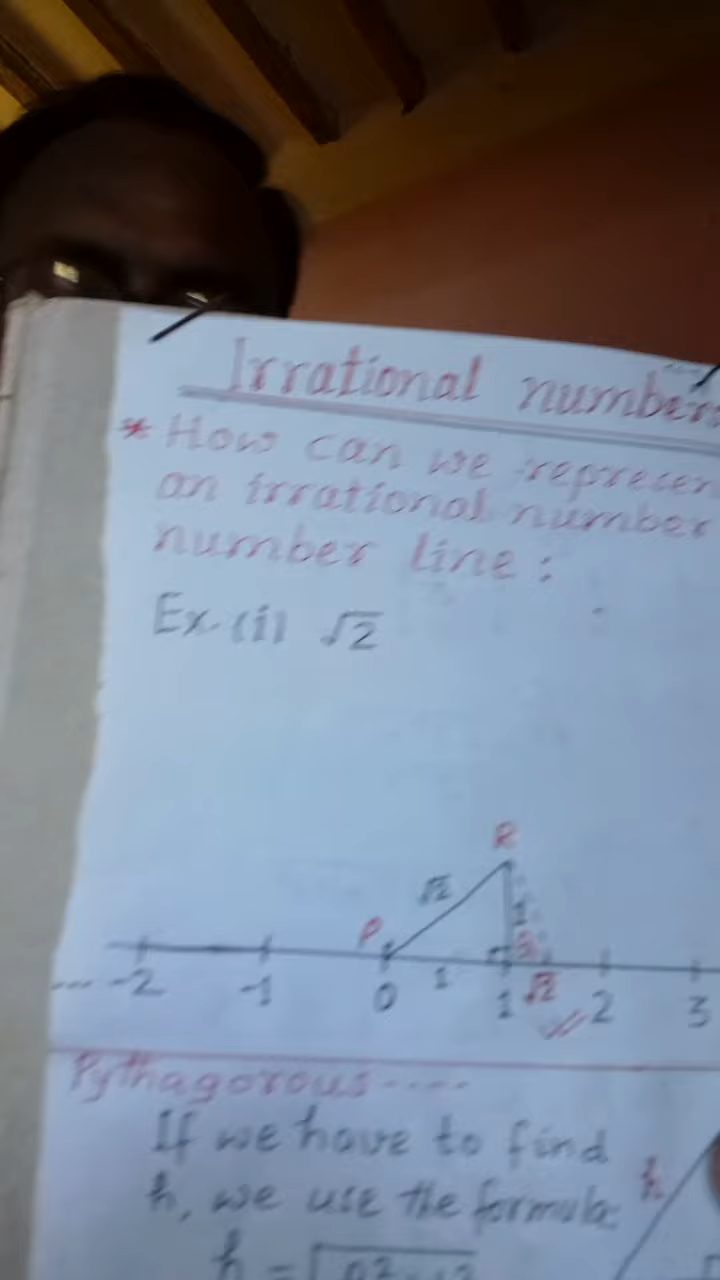 Irrational number
* How can we represen
an irrational number
number line:
Ex.(i) √2
R
√2
1
P
S
.... -2 -1 0 1 1 √2 2 3
Pythagorous ----
If we have to find
h, we use the formula:
h
h =